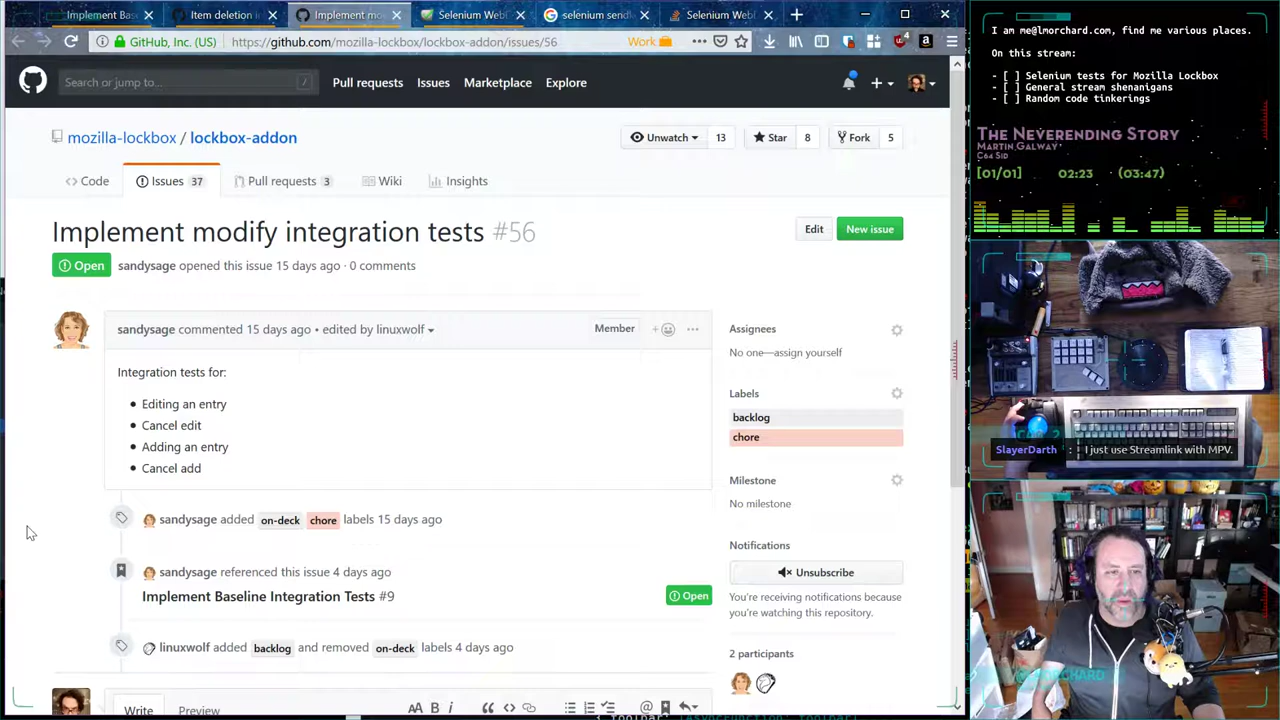 Implement Bas
Item deletion i
Implement mo
Selenium Web
selenium send
Selenium Web
GitHub, Inc. (US)
https://github.com/mozilla-lockbox/lockbox-addon/issues/56
Work
4
Search or jump to...
/
Pull requests
Issues
Marketplace
Explore
mozilla-lockbox / lockbox-addon
Unwatch
13
Star
8
Fork
5
Code
Issues 37
Pull requests 3
Wiki
Insights
Implement modify integration tests #56
Edit
New issue
Open
sandysage opened this issue 15 days ago · 0 comments
sandysage commented 15 days ago • edited by linuxwolf
Member
Integration tests for:
• Editing an entry
• Cancel edit
• Adding an entry
• Cancel add
sandysage added on-deck chore labels 15 days ago
sandysage referenced this issue 4 days ago
Implement Baseline Integration Tests #9
Open
linuxwolf added backlog and removed on-deck labels 4 days ago
Write
Preview
AA B i
Assignees
No one—assign yourself
Labels
backlog
chore
Milestone
No milestone
Notifications
Unsubscribe
You're receiving notifications because
you're watching this repository.
2 participants
I am me@lmorchard.com, find me various places.
On this stream:
- [ ] Selenium tests for Mozilla Lockbox
- [ ] General stream shenanigans
- [ ] Random code tinkerings
The Neverending Story
Martin Galway
C64 Sid
[01/01]
02:23
(03:47)
SlayerDarth : I just use Streamlink with MPV.